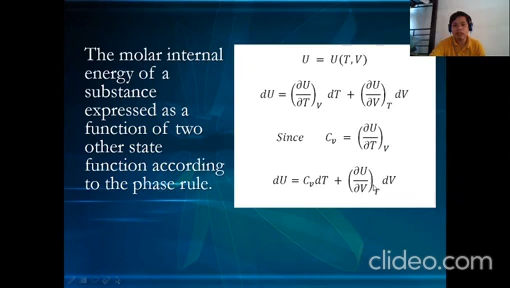 The molar internal
energy of a
substance
expressed as a
function of two
other state
function according
to the phase rule.
U = U(T,V)
dU = (∂U/∂T)_V dT + (∂U/∂V)_T dV
Since C_v = (∂U/∂T)_V
dU = C_v dT + (∂U/∂V)_T dV
clideo.com